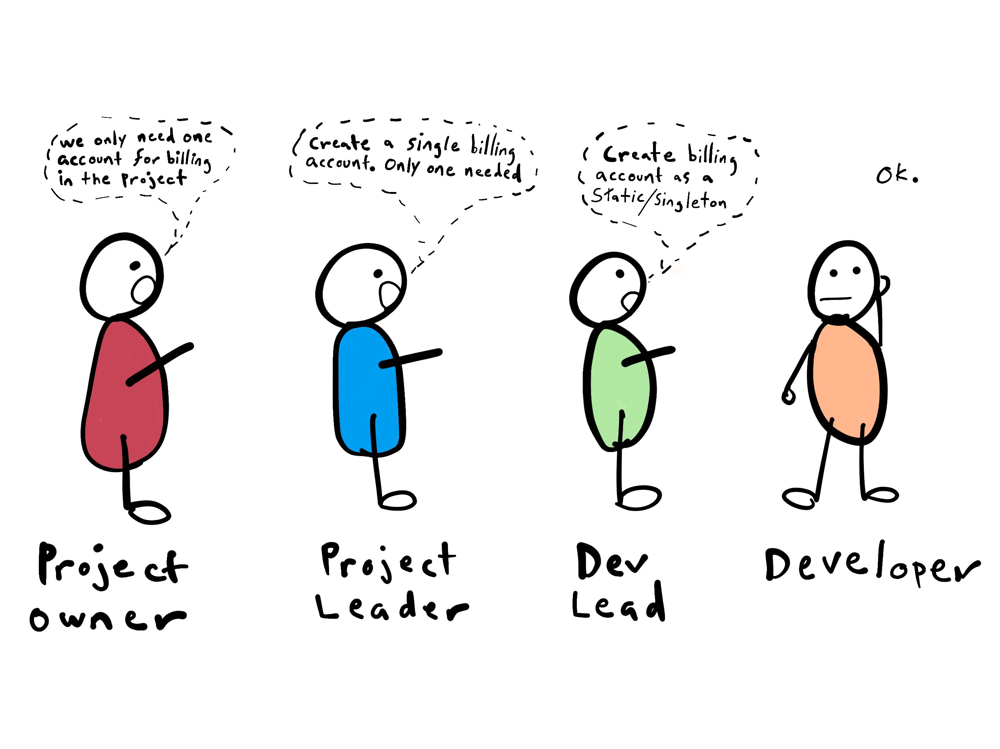 we only need one
account for billing
in the Project
Create a single billing
account. Only one needed
Create billing
account as a
Static/Singleton
Ok.
Project
owner
Project
Leader
Dev
Lead
Developer